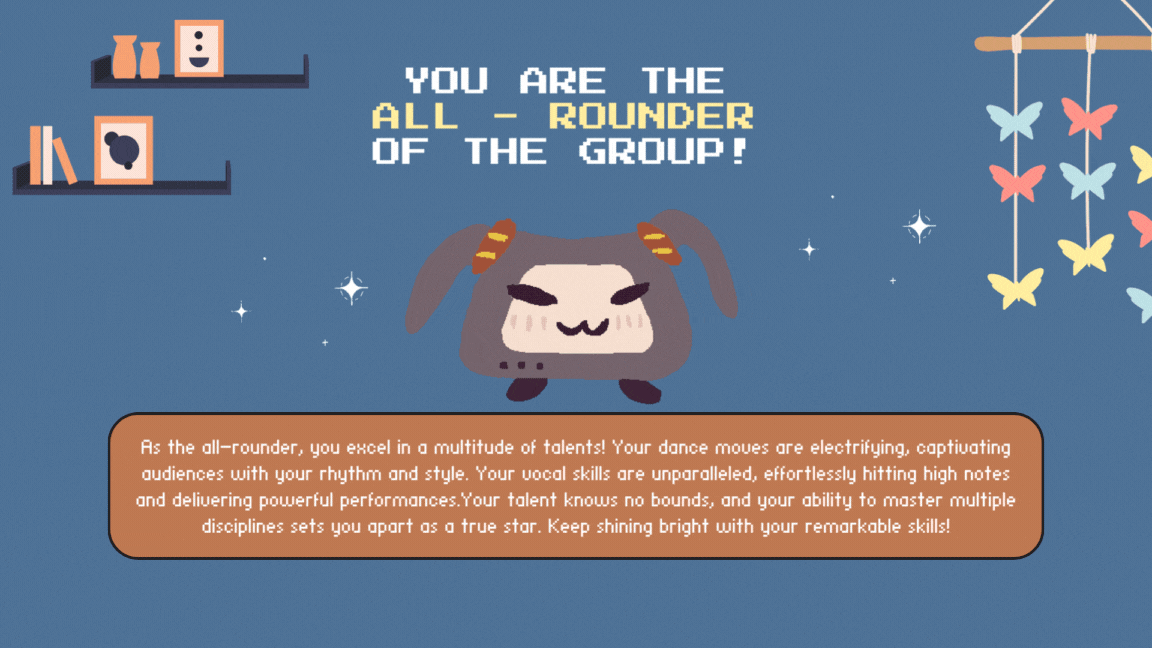 YOU ARE THE
ALL - ROUNDER
OF THE GROUP!
As the all-rounder, you excel in a multitude of talents! Your dance moves are electrifying, captivating
audiences with your rhythm and style. Your vocal skills are unparalleled, effortlessly hitting high notes
and delivering powerful performances.Your talent knows no bounds, and your ability to master multiple
disciplines sets you apart as a true star. Keep shining bright with your remarkable skills!